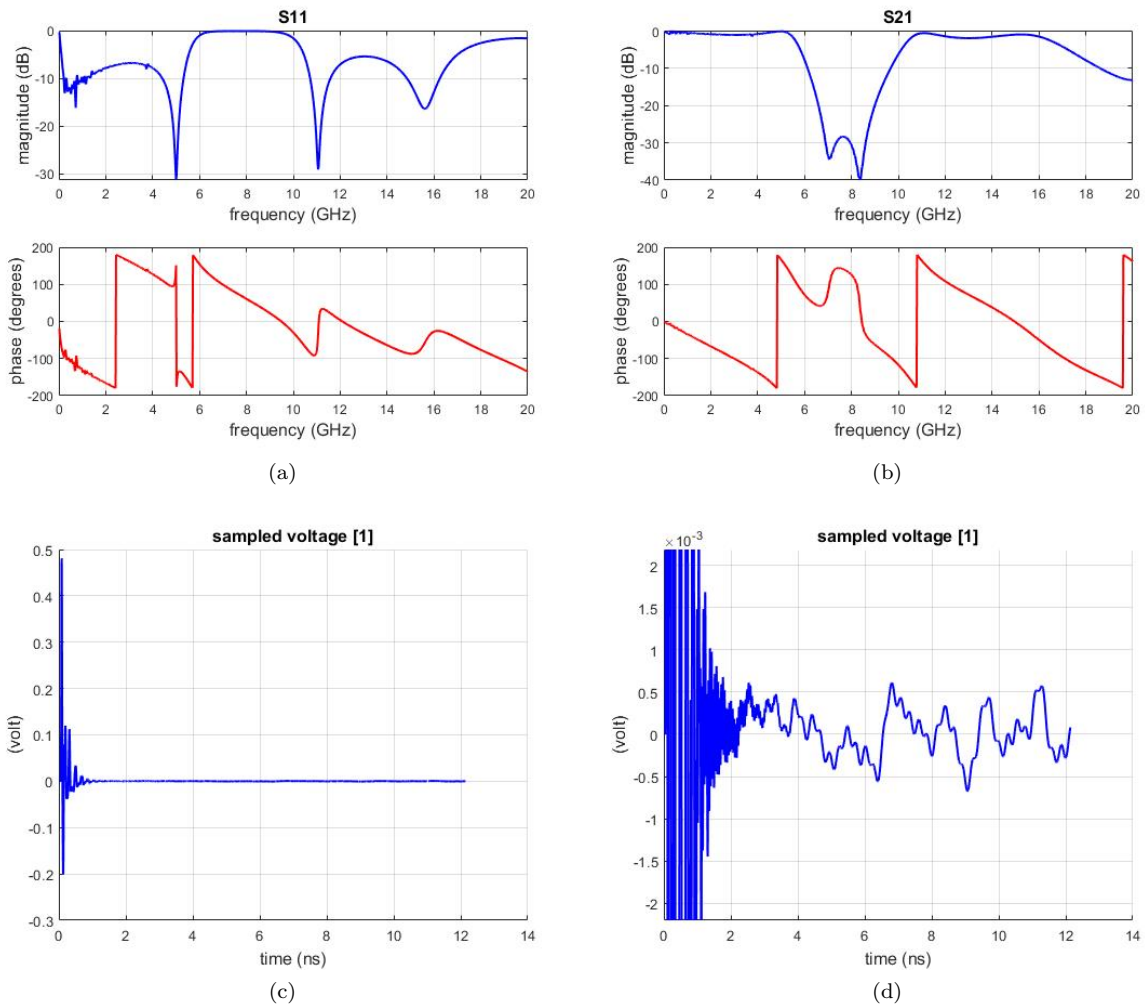 S11
magnitude (dB)
0
-10
-20
-30
0 2 4 6 8 10 12 14 16 18 20
frequency (GHz)
phase (degrees)
200
100
0
-100
-200
0 2 4 6 8 10 12 14 16 18 20
frequency (GHz)
(a)
S21
magnitude (dB)
0
-10
-20
-30
-40
0 2 4 6 8 10 12 14 16 18 20
frequency (GHz)
phase (degrees)
200
100
0
-100
-200
0 2 4 6 8 10 12 14 16 18 20
frequency (GHz)
(b)
sampled voltage [1]
(volt)
0.5
0.4
0.3
0.2
0.1
0
-0.1
-0.2
-0.3
0 2 4 6 8 10 12 14
time (ns)
(c)
sampled voltage [1]
×10⁻³
(volt)
2
1.5
1
0.5
0
-0.5
-1
-1.5
-2
0 2 4 6 8 10 12 14
time (ns)
(d)